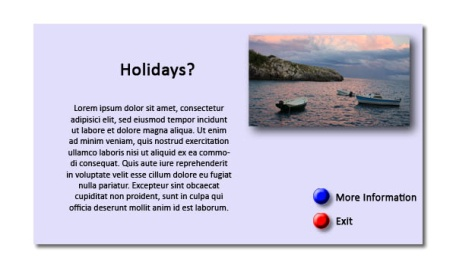 Holidays?
Lorem ipsum dolor sit amet, consectetur
adipisici elit, sed eiusmod tempor incidunt
ut labore et dolore magna aliqua. Ut enim
ad minim veniam, quis nostrud exercitation
ullamco laboris nisi ut aliquid ex ea commo-
di consequat. Quis aute iure reprehenderit
in voluptate velit esse cillum dolore eu fugiat
nulla pariatur. Excepteur sint obcaecat
cupiditat non proident, sunt in culpa qui
officia deserunt mollit anim id est laborum.
More Information
Exit